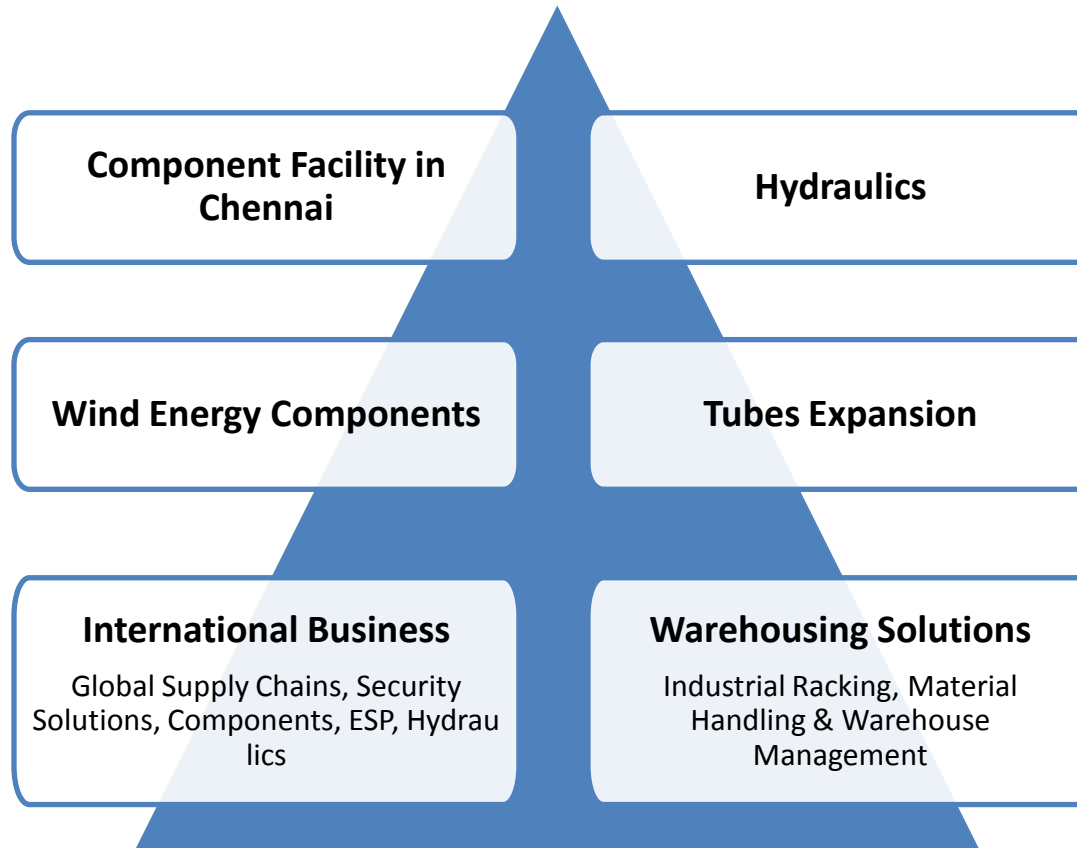 Component Facility in
Chennai
Hydraulics
Wind Energy Components
Tubes Expansion
International Business
Global Supply Chains, Security
Solutions, Components, ESP, Hydrau
lics
Warehousing Solutions
Industrial Racking, Material
Handling & Warehouse
Management